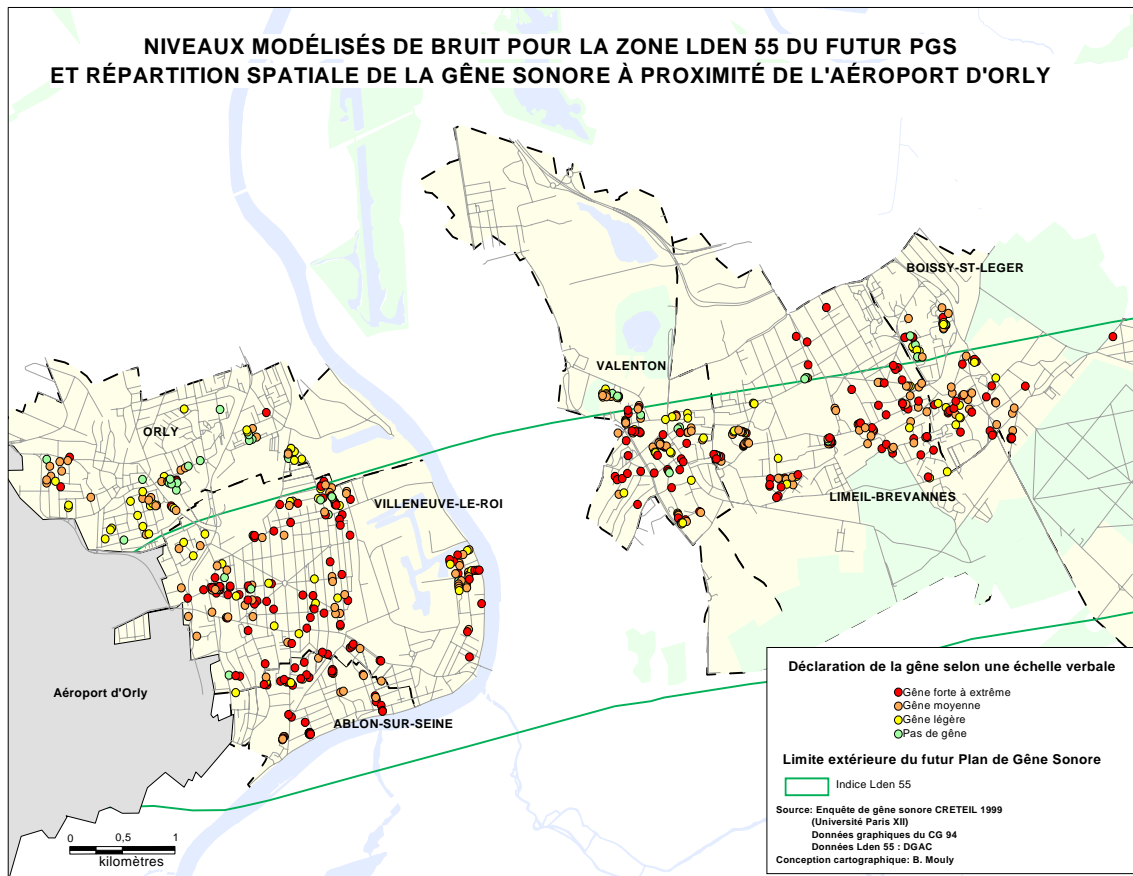 NIVEAUX MODÉLISÉS DE BRUIT POUR LA ZONE LDEN 55 DU FUTUR PGS
ET RÉPARTITION SPATIALE DE LA GÊNE SONORE À PROXIMITÉ DE L'AÉROPORT D'ORLY
BOISSY-ST-LEGER
VALENTON
ORLY
LIMEIL-BREVANNES
VILLENEUVE-LE-ROI
Aéroport d'Orly
ABLON-SUR-SEINE
Déclaration de la gêne selon une échelle verbale
Gêne forte à extrême
Gêne moyenne
Gêne légère
Pas de gêne
Limite extérieure du futur Plan de Gêne Sonore
Indice Lden 55
Source: Enquête de gêne sonore CRETEIL 1999
(Université Paris XII)
Données graphiques du CG 94
Données Lden 55 : DGAC
Conception cartographique: B. Mouly
0 0,5 1
kilomètres